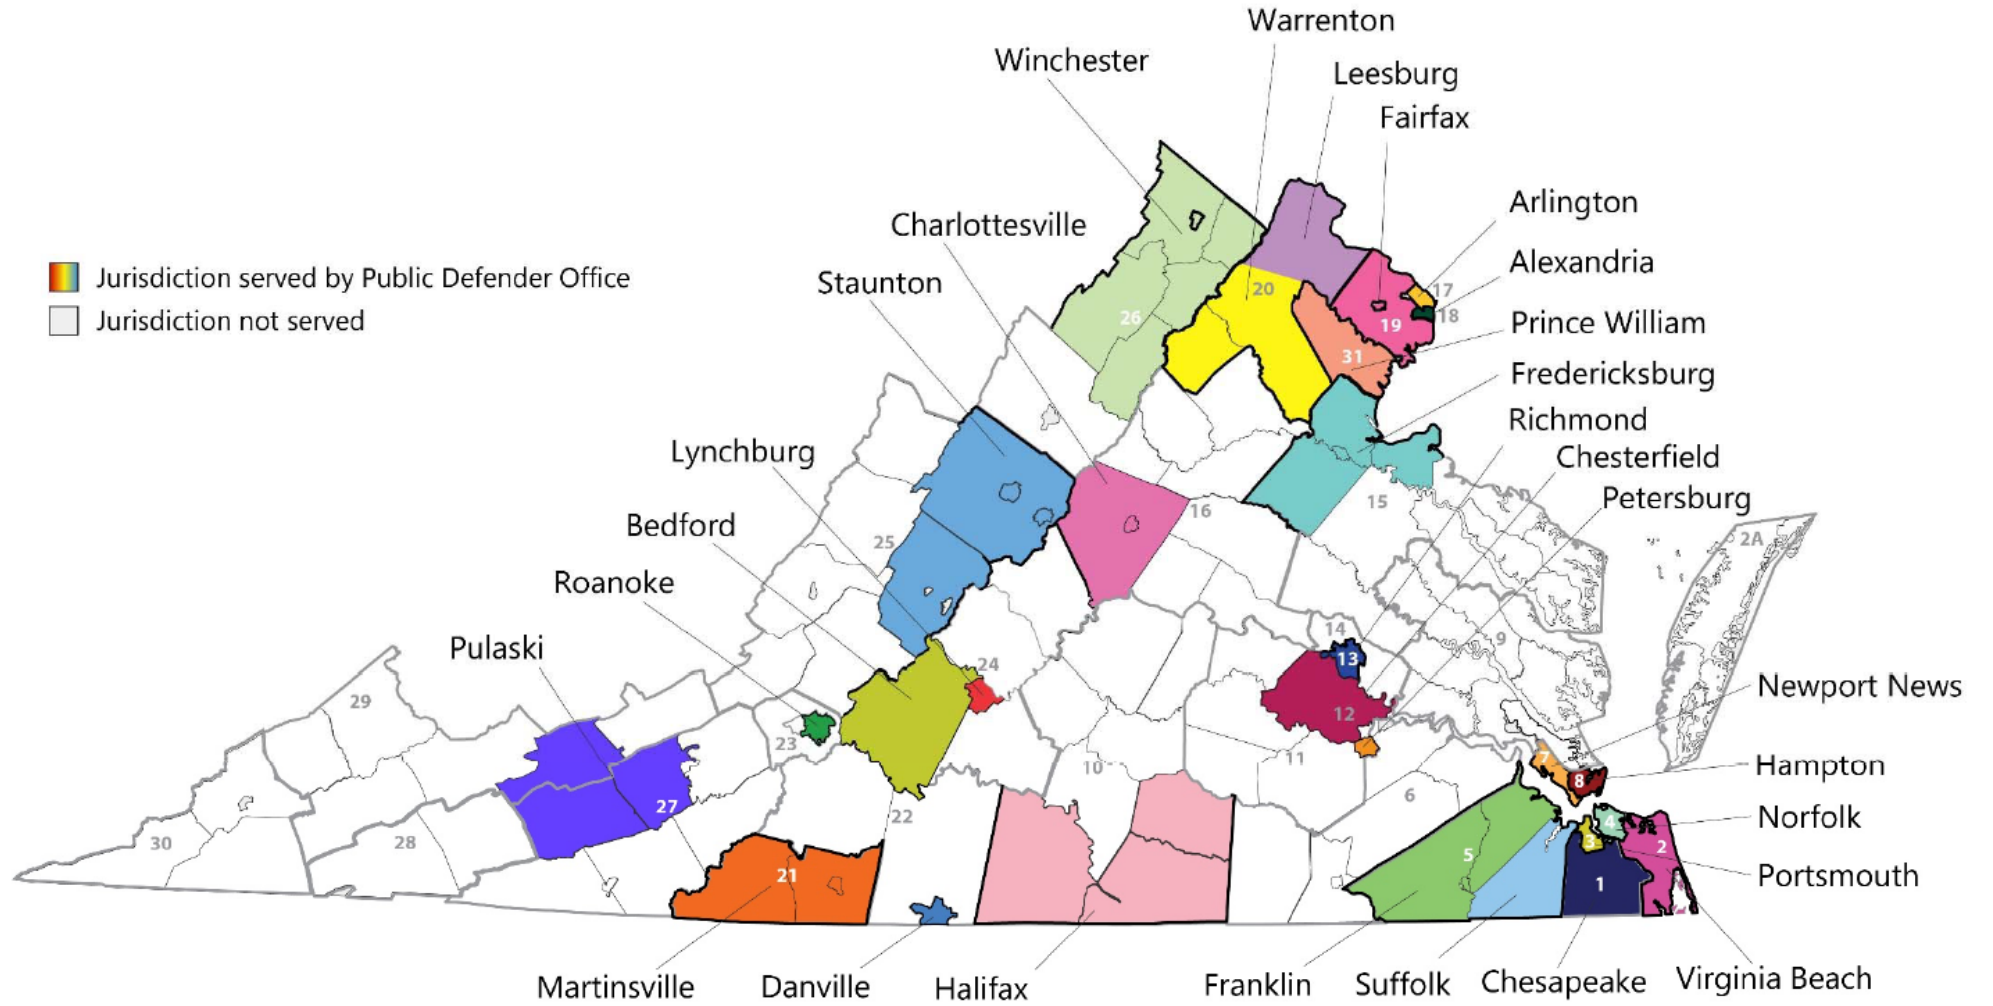 Warrenton
Winchester
Leesburg
Fairfax
Arlington
Charlottesville
Alexandria
Staunton
Jurisdiction served by Public Defender Office
Jurisdiction not served
17
18
20
26
19
31
Prince William
Fredericksburg
Richmond
Chesterfield
Petersburg
Lynchburg
Bedford
Roanoke
Pulaski
15
16
25
2A
14
9
13
24
12
29
23
11
10
27
22
6
28
30
21
7
8
5
4
3
2
1
Newport News
Hampton
Norfolk
Portsmouth
Martinsville
Danville
Halifax
Franklin
Suffolk
Chesapeake
Virginia Beach